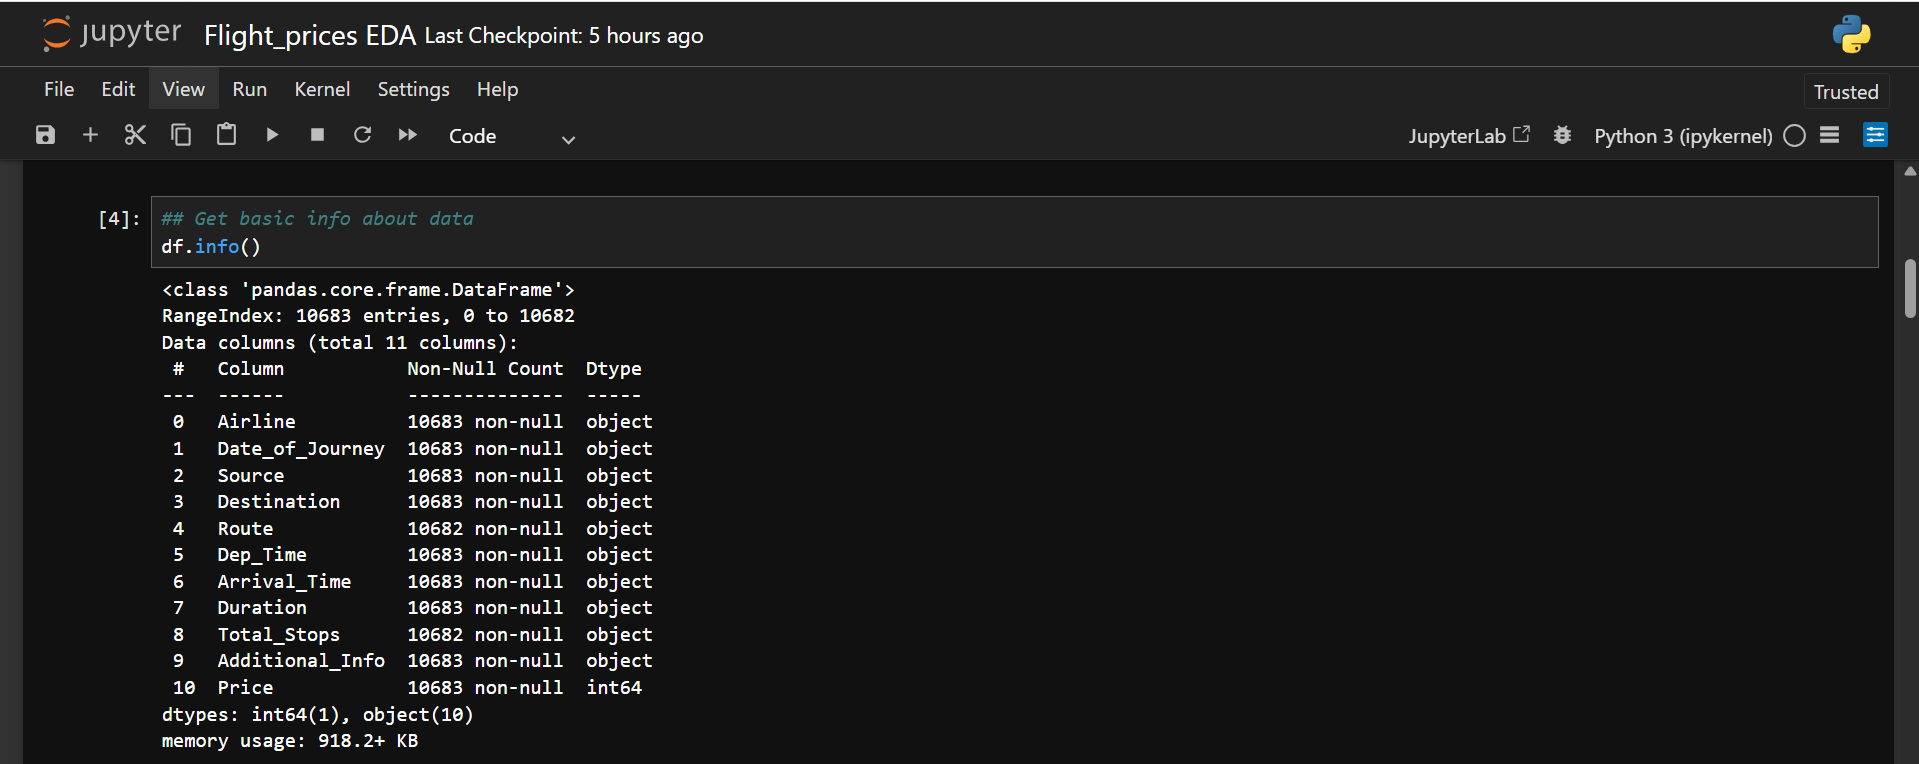 jupyter Flight_prices EDA Last Checkpoint: 5 hours ago
File Edit View Run Kernel Settings Help Trusted
Code JupyterLab Python 3 (ipykernel)
[4]: ## Get basic info about data
df.info()
<class 'pandas.core.frame.DataFrame'>
RangeIndex: 10683 entries, 0 to 10682
Data columns (total 11 columns):
 #   Column           Non-Null Count  Dtype
---  ------           --------------  -----
 0   Airline          10683 non-null  object
 1   Date_of_Journey  10683 non-null  object
 2   Source           10683 non-null  object
 3   Destination      10683 non-null  object
 4   Route            10682 non-null  object
 5   Dep_Time         10683 non-null  object
 6   Arrival_Time     10683 non-null  object
 7   Duration         10683 non-null  object
 8   Total_Stops      10682 non-null  object
 9   Additional_Info  10683 non-null  object
 10  Price            10683 non-null  int64
dtypes: int64(1), object(10)
memory usage: 918.2+ KB